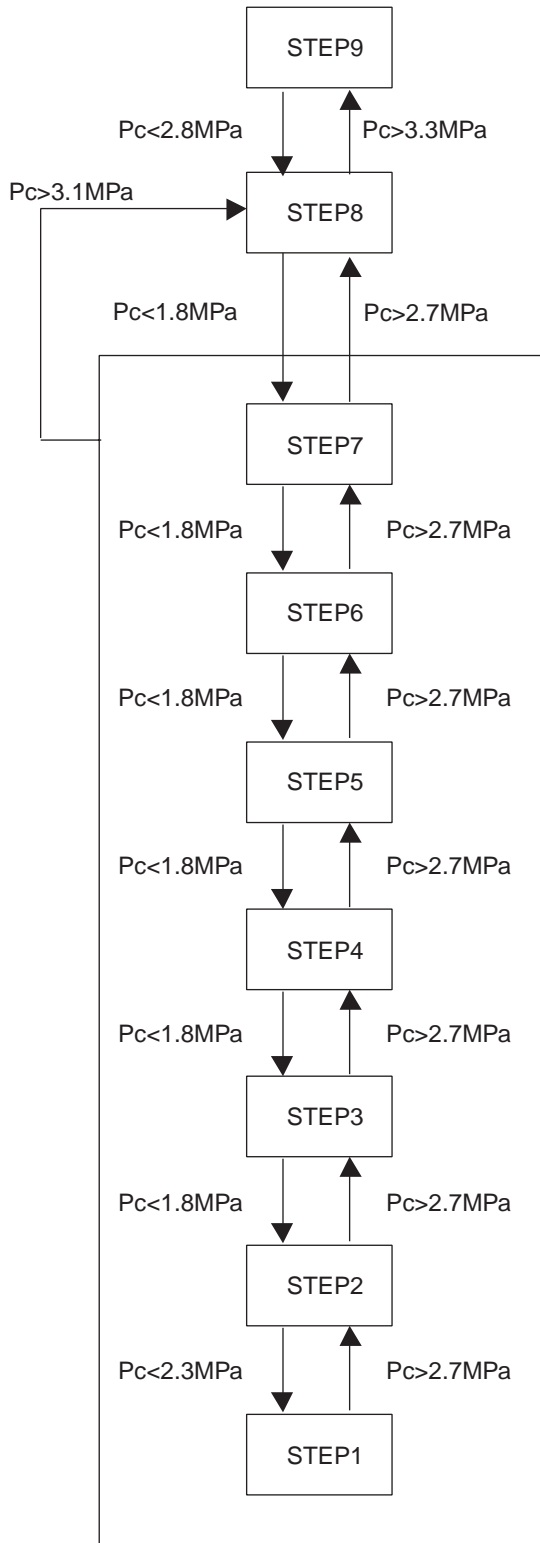 STEP9
Pc<2.8MPa
Pc>3.3MPa
Pc>3.1MPa
STEP8
Pc<1.8MPa
Pc>2.7MPa
STEP7
Pc<1.8MPa
Pc>2.7MPa
STEP6
Pc<1.8MPa
Pc>2.7MPa
STEP5
Pc<1.8MPa
Pc>2.7MPa
STEP4
Pc<1.8MPa
Pc>2.7MPa
STEP3
Pc<1.8MPa
Pc>2.7MPa
STEP2
Pc<2.3MPa
Pc>2.7MPa
STEP1